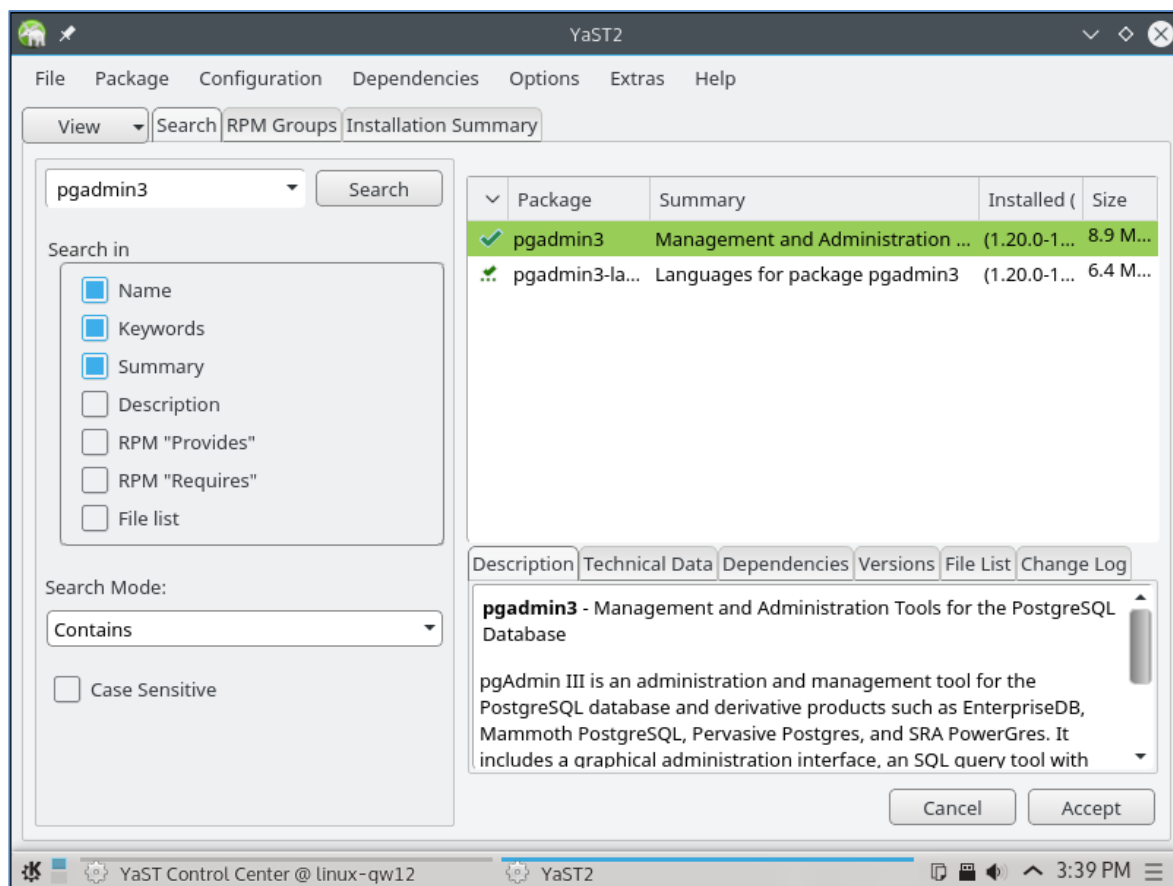 YaST2
File Package Configuration Dependencies Options Extras Help
View Search RPM Groups Installation Summary
pgadmin3 Search
Search in
Name
Keywords
Summary
Description
RPM "Provides"
RPM "Requires"
File list
Search Mode:
Contains
Case Sensitive
Package Summary Installed ( Size
pgadmin3 Management and Administration ... (1.20.0-1... 8.9 M...
pgadmin3-la... Languages for package pgadmin3 (1.20.0-1... 6.4 M...
Description Technical Data Dependencies Versions File List Change Log
pgadmin3 - Management and Administration Tools for the PostgreSQL
Database
pgAdmin III is an administration and management tool for the
PostgreSQL database and derivative products such as EnterpriseDB,
Mammoth PostgreSQL, Pervasive Postgres, and SRA PowerGres. It
includes a graphical administration interface, an SQL query tool with
Cancel Accept
YaST Control Center @ linux-qw12 YaST2 3:39 PM